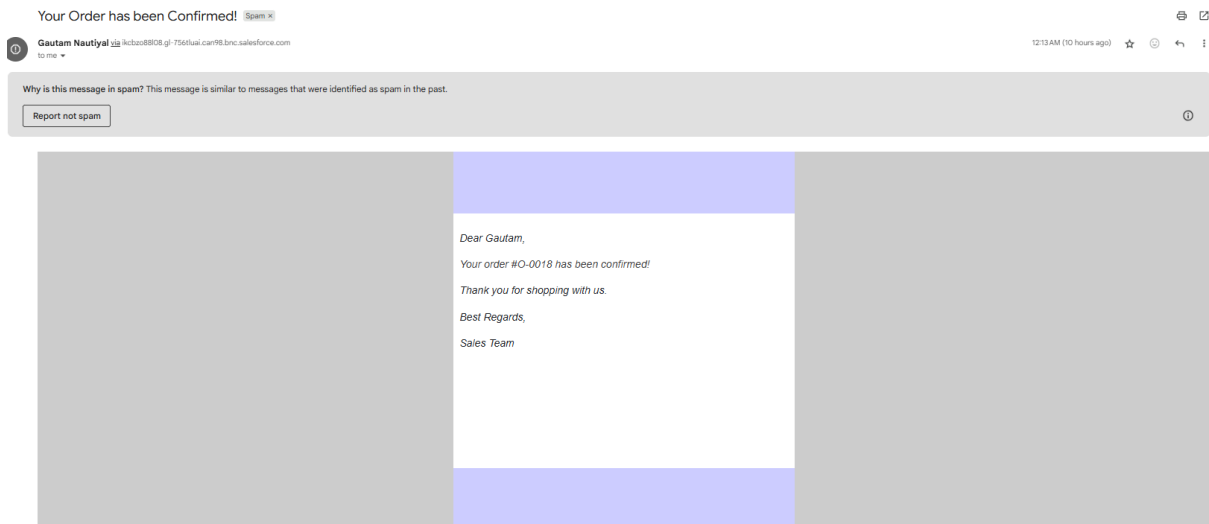 Your Order has been Confirmed! Spam ×
Gautam Nautiyal via ikcbzo88l08.gl-756tluai.can98.bnc.salesforce.com 12:13 AM (10 hours ago)
to me
Why is this message in spam? This message is similar to messages that were identified as spam in the past.
Report not spam
Dear Gautam,
Your order #O-0018 has been confirmed!
Thank you for shopping with us.
Best Regards,
Sales Team